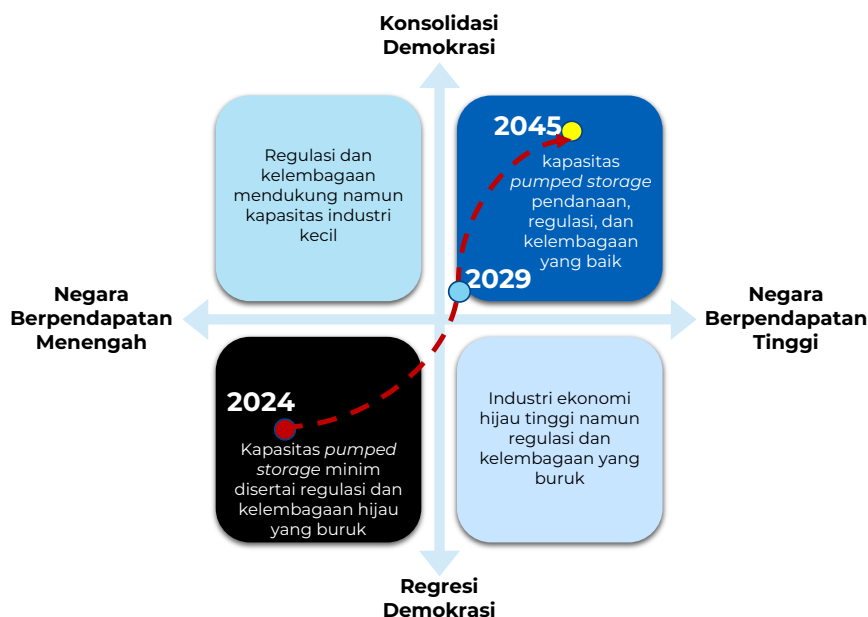 Konsolidasi
Demokrasi
Regulasi dan
kelembagaan
mendukung namun
kapasitas industri
kecil
2045
kapasitas
pumped storage
pendanaan,
regulasi, dan
kelembagaan
yang baik
2029
Negara
Berpendapatan
Menengah
Negara
Berpendapatan
Tinggi
2024
Kapasitas pumped
storage minim
disertai regulasi dan
kelembagaan hijau
yang buruk
Industri ekonomi
hijau tinggi namun
regulasi dan
kelembagaan yang
buruk
Regresi
Demokrasi